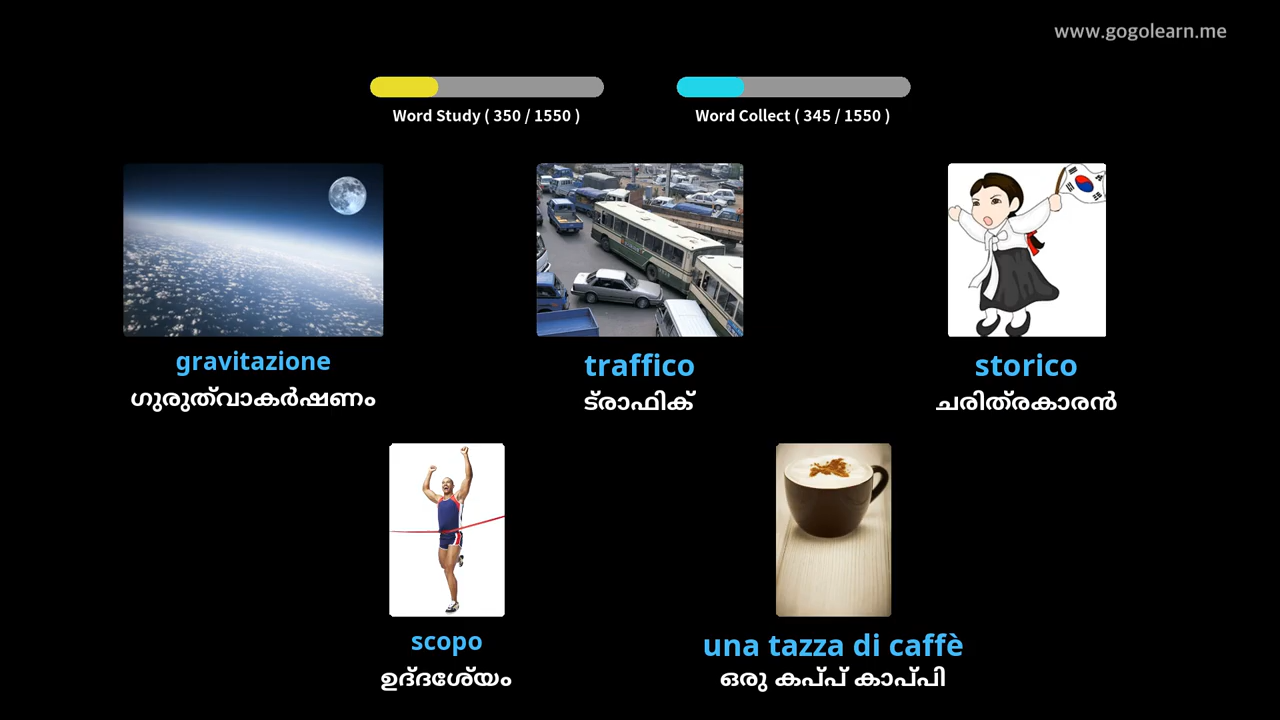 www.gogolearn.me
Word Study ( 350 / 1550 )
Word Collect ( 345 / 1550 )
gravitazione
ഗുരുത്വാകർഷണം
traffico
ട്രാഫിക്
storico
ചരിത്രകാരൻ
scopo
ഉദ്ദേശ്യം
una tazza di caffè
ഒരു കപ്പ് കാപ്പി